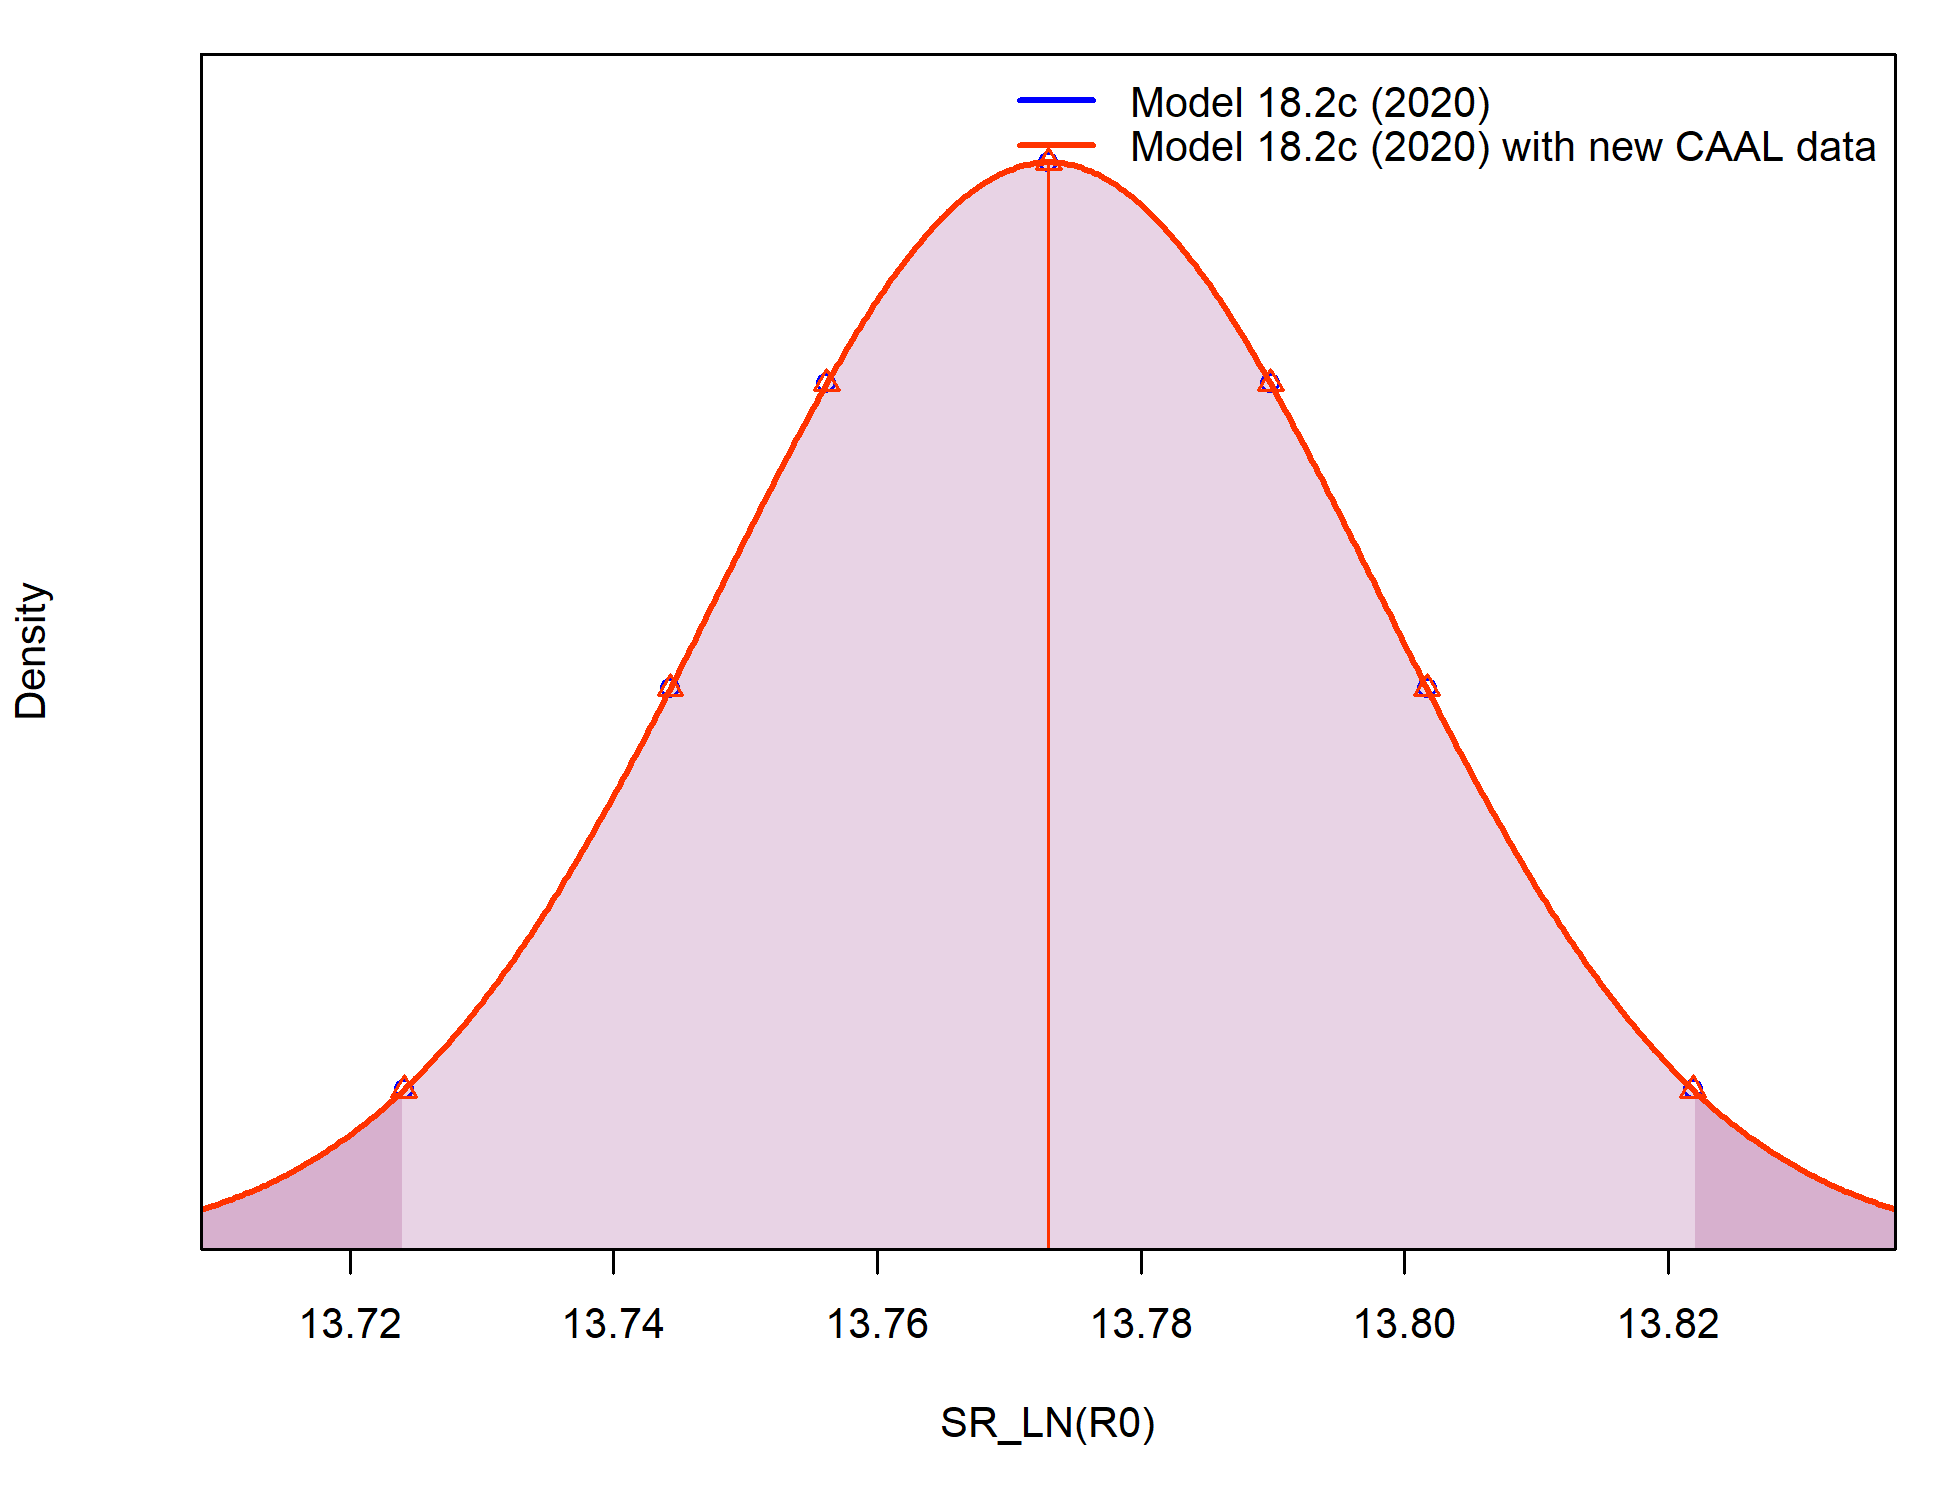 Model 18.2c (2020)
Model 18.2c (2020) with new CAAL data
Density
13.72 13.74 13.76 13.78 13.80 13.82
SR_LN(R0)